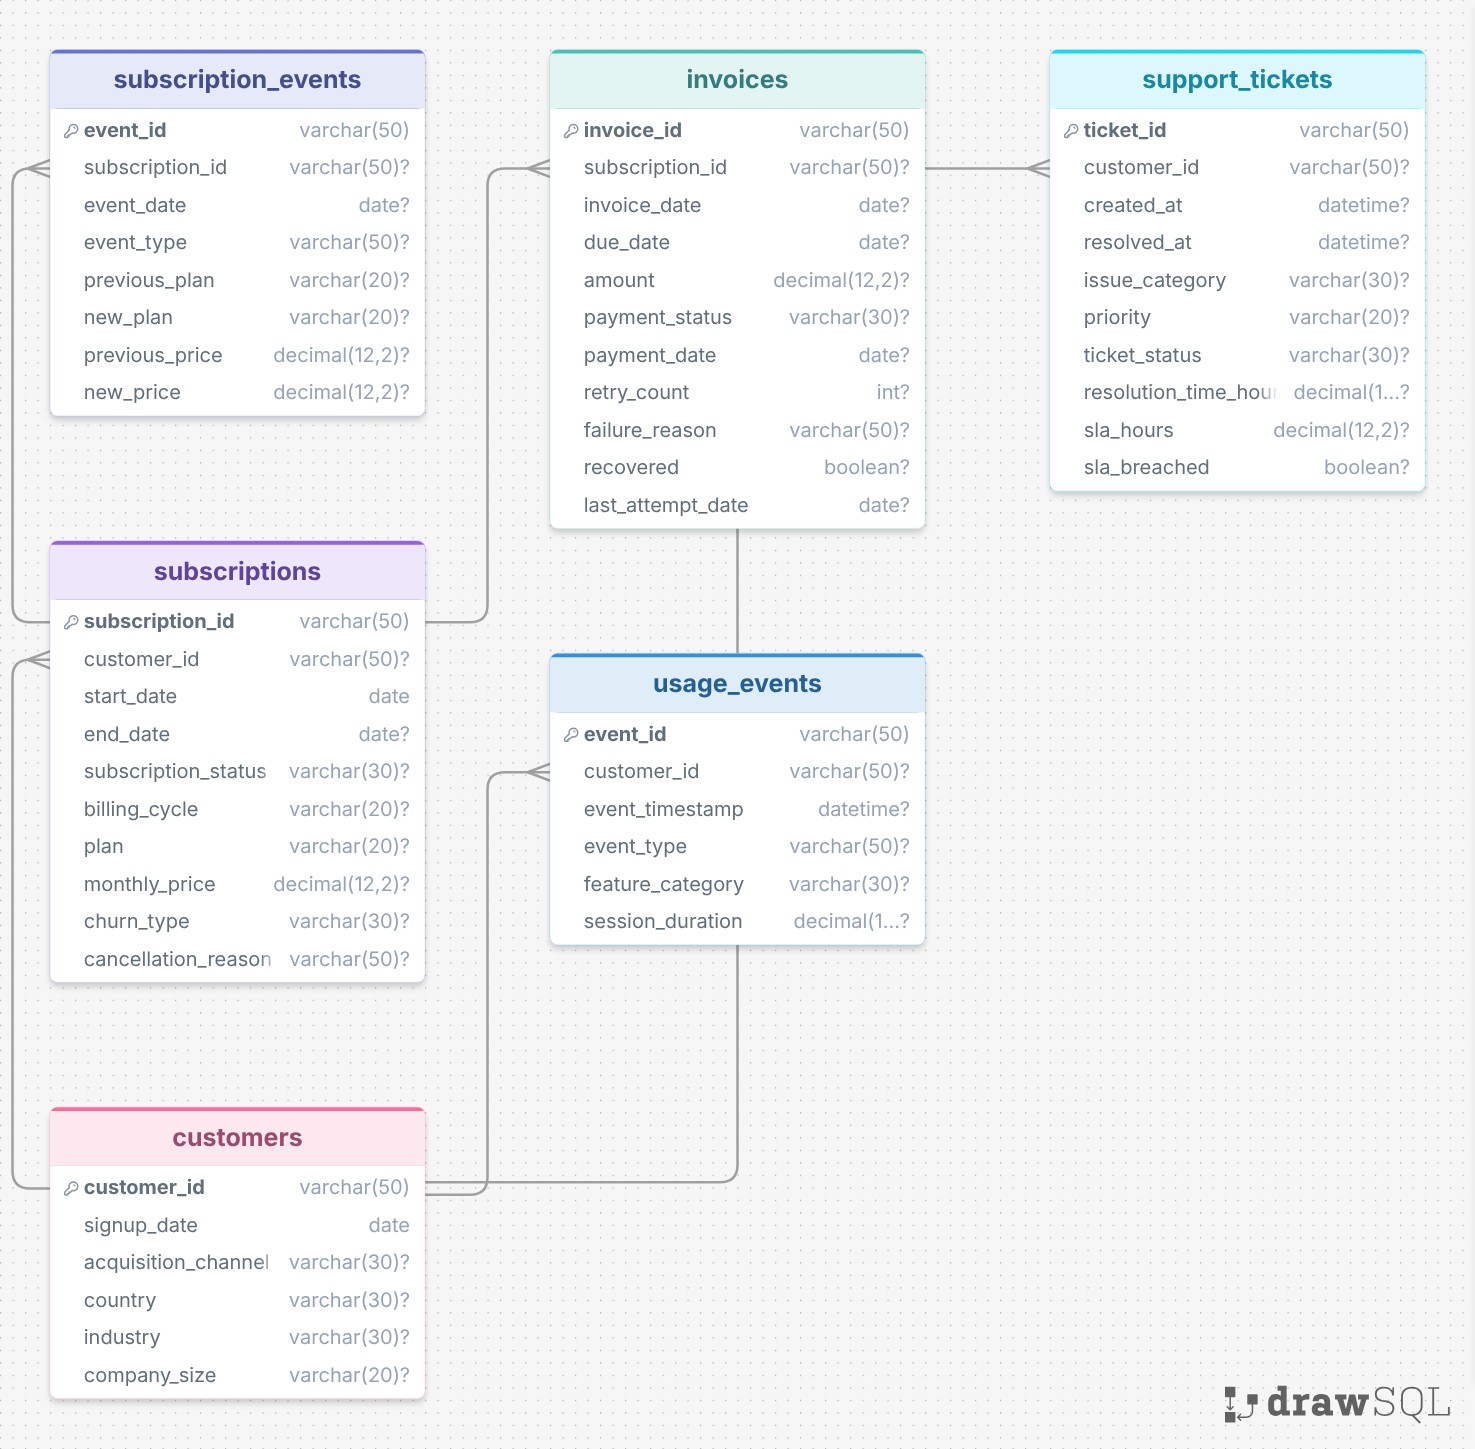 subscription_events
event_id varchar(50)
subscription_id varchar(50)?
event_date date?
event_type varchar(50)?
previous_plan varchar(20)?
new_plan varchar(20)?
previous_price decimal(12,2)?
new_price decimal(12,2)?
invoices
invoice_id varchar(50)
subscription_id varchar(50)?
invoice_date date?
due_date date?
amount decimal(12,2)?
payment_status varchar(30)?
payment_date date?
retry_count int?
failure_reason varchar(50)?
recovered boolean?
last_attempt_date date?
support_tickets
ticket_id varchar(50)
customer_id varchar(50)?
created_at datetime?
resolved_at datetime?
issue_category varchar(30)?
priority varchar(20)?
ticket_status varchar(30)?
resolution_time_hour decimal(1...?
sla_hours decimal(12,2)?
sla_breached boolean?
subscriptions
subscription_id varchar(50)
customer_id varchar(50)?
start_date date
end_date date?
subscription_status varchar(30)?
billing_cycle varchar(20)?
plan varchar(20)?
monthly_price decimal(12,2)?
churn_type varchar(30)?
cancellation_reason varchar(50)?
usage_events
event_id varchar(50)
customer_id varchar(50)?
event_timestamp datetime?
event_type varchar(50)?
feature_category varchar(30)?
session_duration decimal(1...?
customers
customer_id varchar(50)
signup_date date
acquisition_channel varchar(30)?
country varchar(30)?
industry varchar(30)?
company_size varchar(20)?
drawSQL